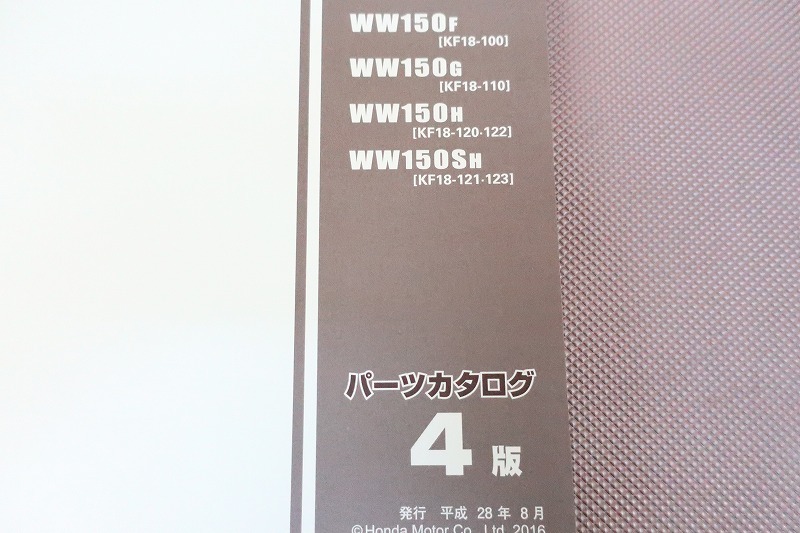 WW150F
[KF18-100]
WW150G
[KF18-110]
WW150H
[KF18-120·122]
WW150SH
[KF18-121·123]
パーツカタログ
4 版
発行 平成 28 年 8 月
©Honda Motor Co., Ltd. 2016